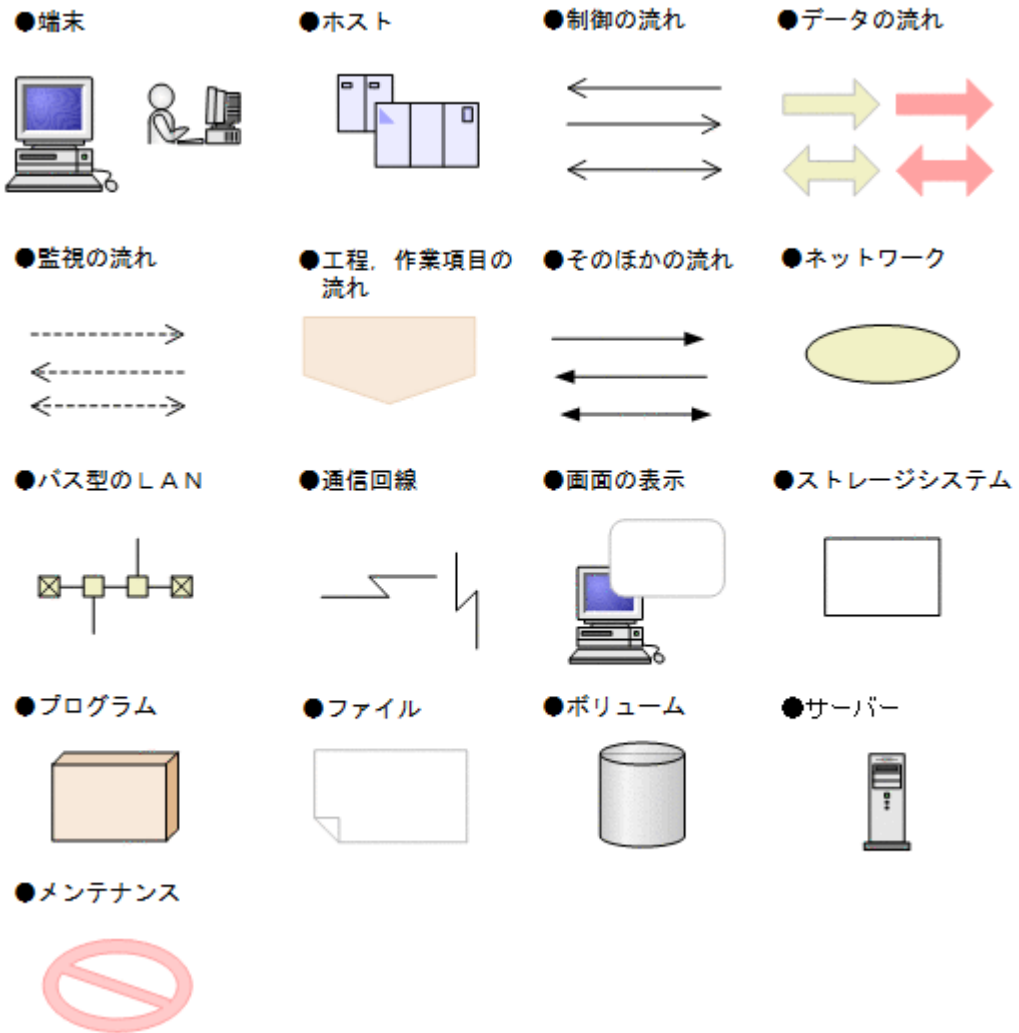 ●端末
●ホスト
●制御の流れ
●データの流れ
●監視の流れ
●工程，作業項目の
流れ
●そのほかの流れ
●ネットワーク
●バス型のＬＡＮ
●通信回線
●画面の表示
●ストレージシステム
●プログラム
●ファイル
●ボリューム
●サーバー
●メンテナンス